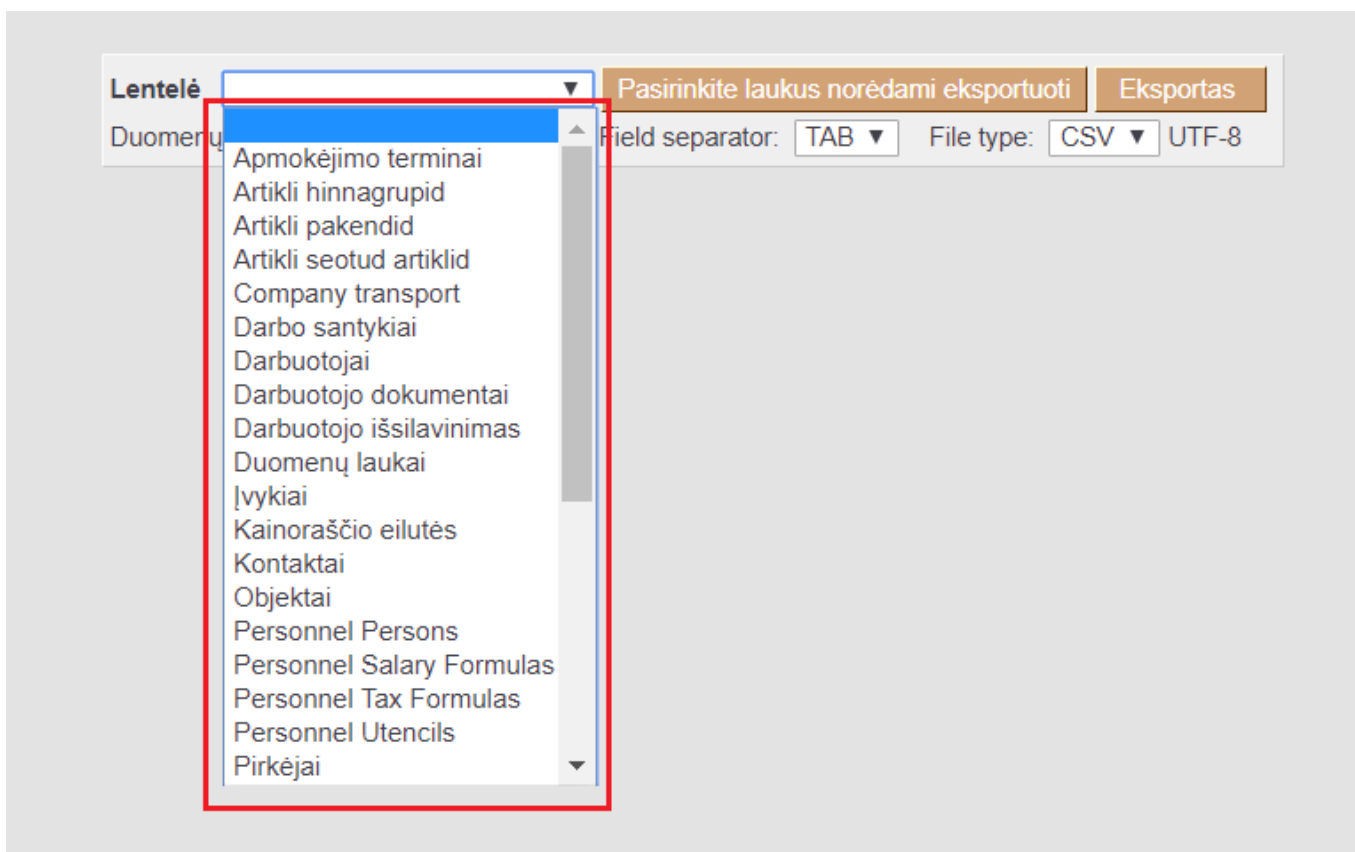 Lentelė Pasirinkite laukus norėdami eksportuoti Eksportas
Duomenų Field separator: TAB File type: CSV UTF-8
Apmokėjimo terminai
Artikli hinnagrupid
Artikli pakendid
Artikli seotud artiklid
Company transport
Darbo santykiai
Darbuotojai
Darbuotojo dokumentai
Darbuotojo išsilavinimas
Duomenų laukai
Įvykiai
Kainoraščio eilutės
Kontaktai
Objektai
Personnel Persons
Personnel Salary Formulas
Personnel Tax Formulas
Personnel Utencils
Pirkėjai